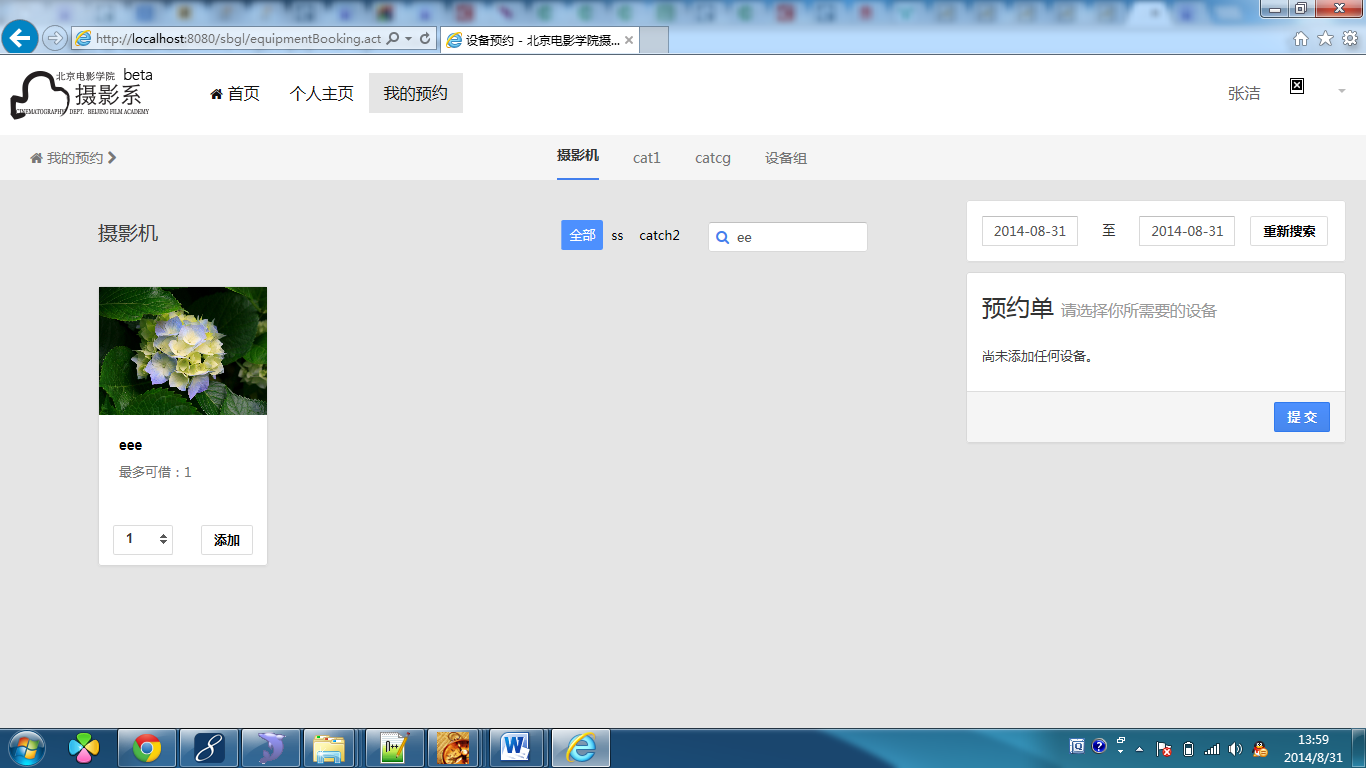 http://localhost:8080/sbgl/equipmentBooking.act
设备预约 - 北京电影学院摄...
北京电影学院 beta
摄影系
CINEMATOGRAPHY DEPT. BEIJING FILM ACADEMY
首页 个人主页 我的预约
张洁
我的预约
摄影机 cat1 catcg 设备组
摄影机
全部 ss catch2
ee
2014-08-31 至 2014-08-31 重新搜索
预约单 请选择你所需要的设备
尚未添加任何设备。
提 交
eee
最多可借：1
1 添加
13:59
2014/8/31